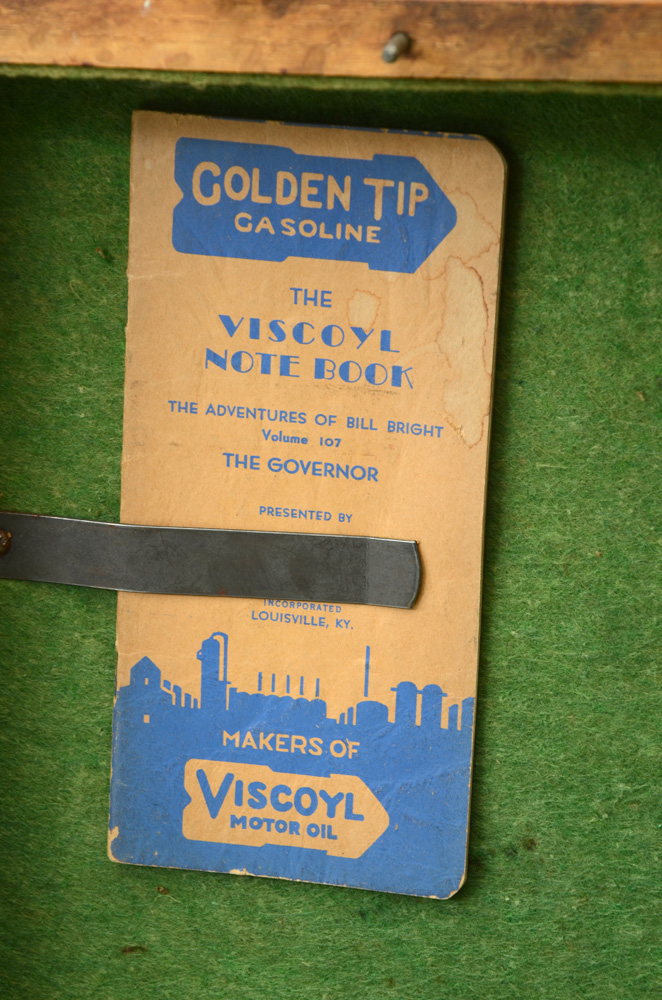 GOLDEN TIP
GASOLINE
THE
VISCOYL
NOTE BOOK
THE ADVENTURES OF BILL BRIGHT
Volume 107
THE GOVERNOR
PRESENTED BY
INCORPORATED
LOUISVILLE, KY.
MAKERS OF
VISCOYL
MOTOR OIL